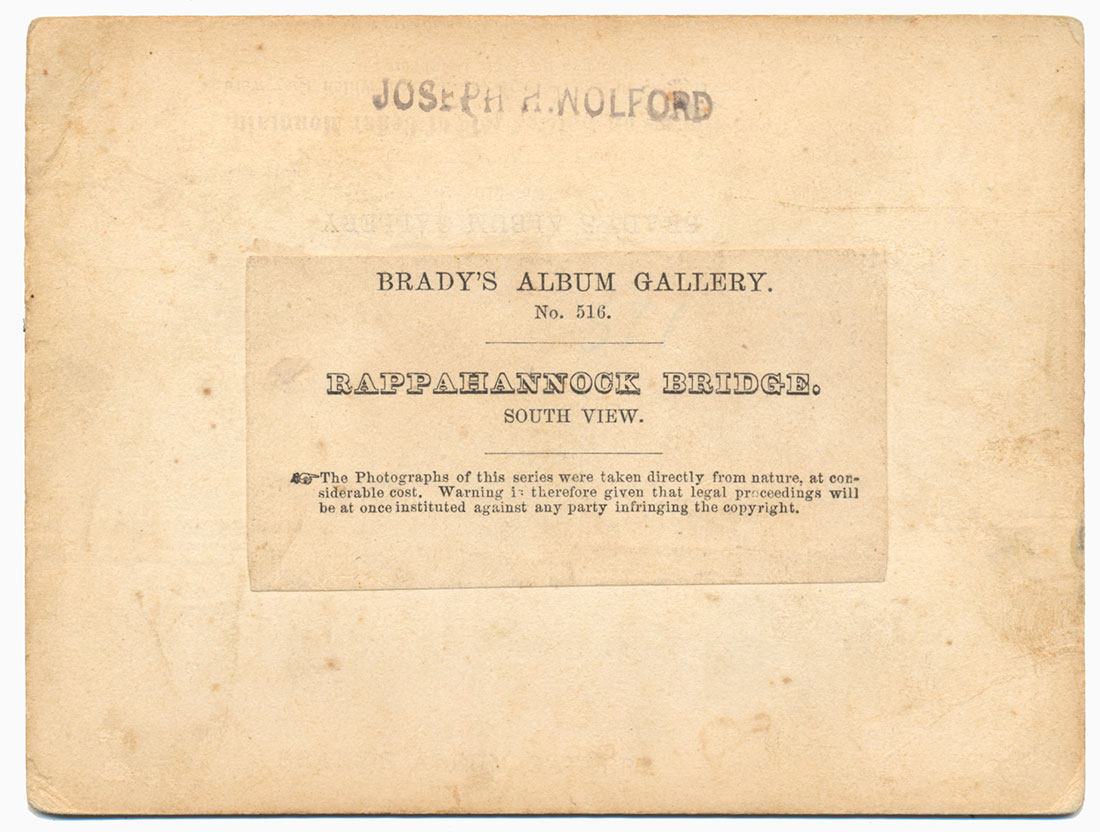 JOSEPH H. WOLFORD
BRADY'S ALBUM GALLERY.
No. 516.
RAPPAHANNOCK BRIDGE.
SOUTH VIEW.
☞The Photographs of this series were taken directly from nature, at con-
siderable cost. Warning is therefore given that legal proceedings will
be at once instituted against any party infringing the copyright.